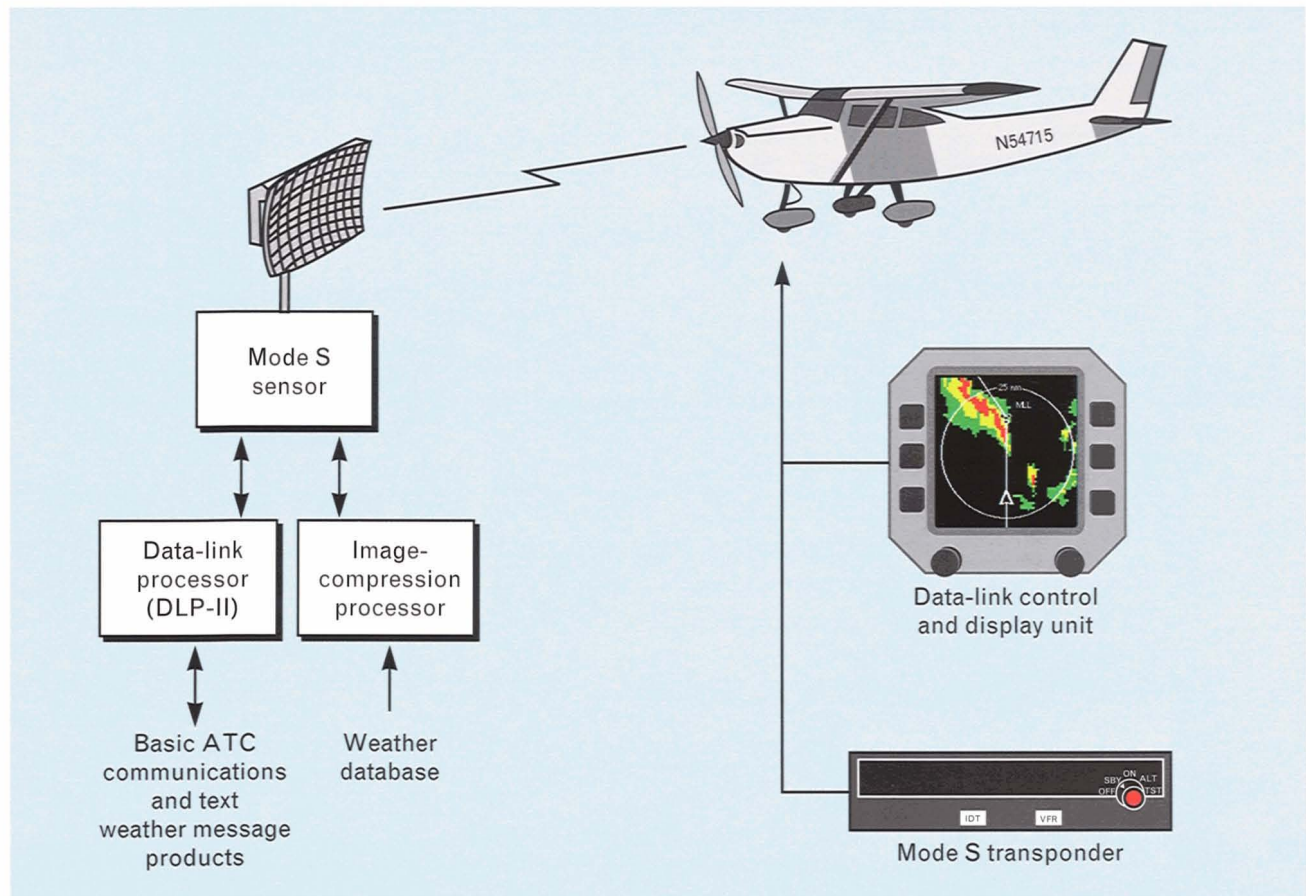 N54715
Mode S
sensor
25 nm
MLL
Data-link
processor
(DLP-II)
Image-
compression
processor
Data-link control
and display unit
Basic ATC
communications
and text
weather message
products
Weather
database
OFF SBY ON ALT TST
IDT VFR
Mode S transponder